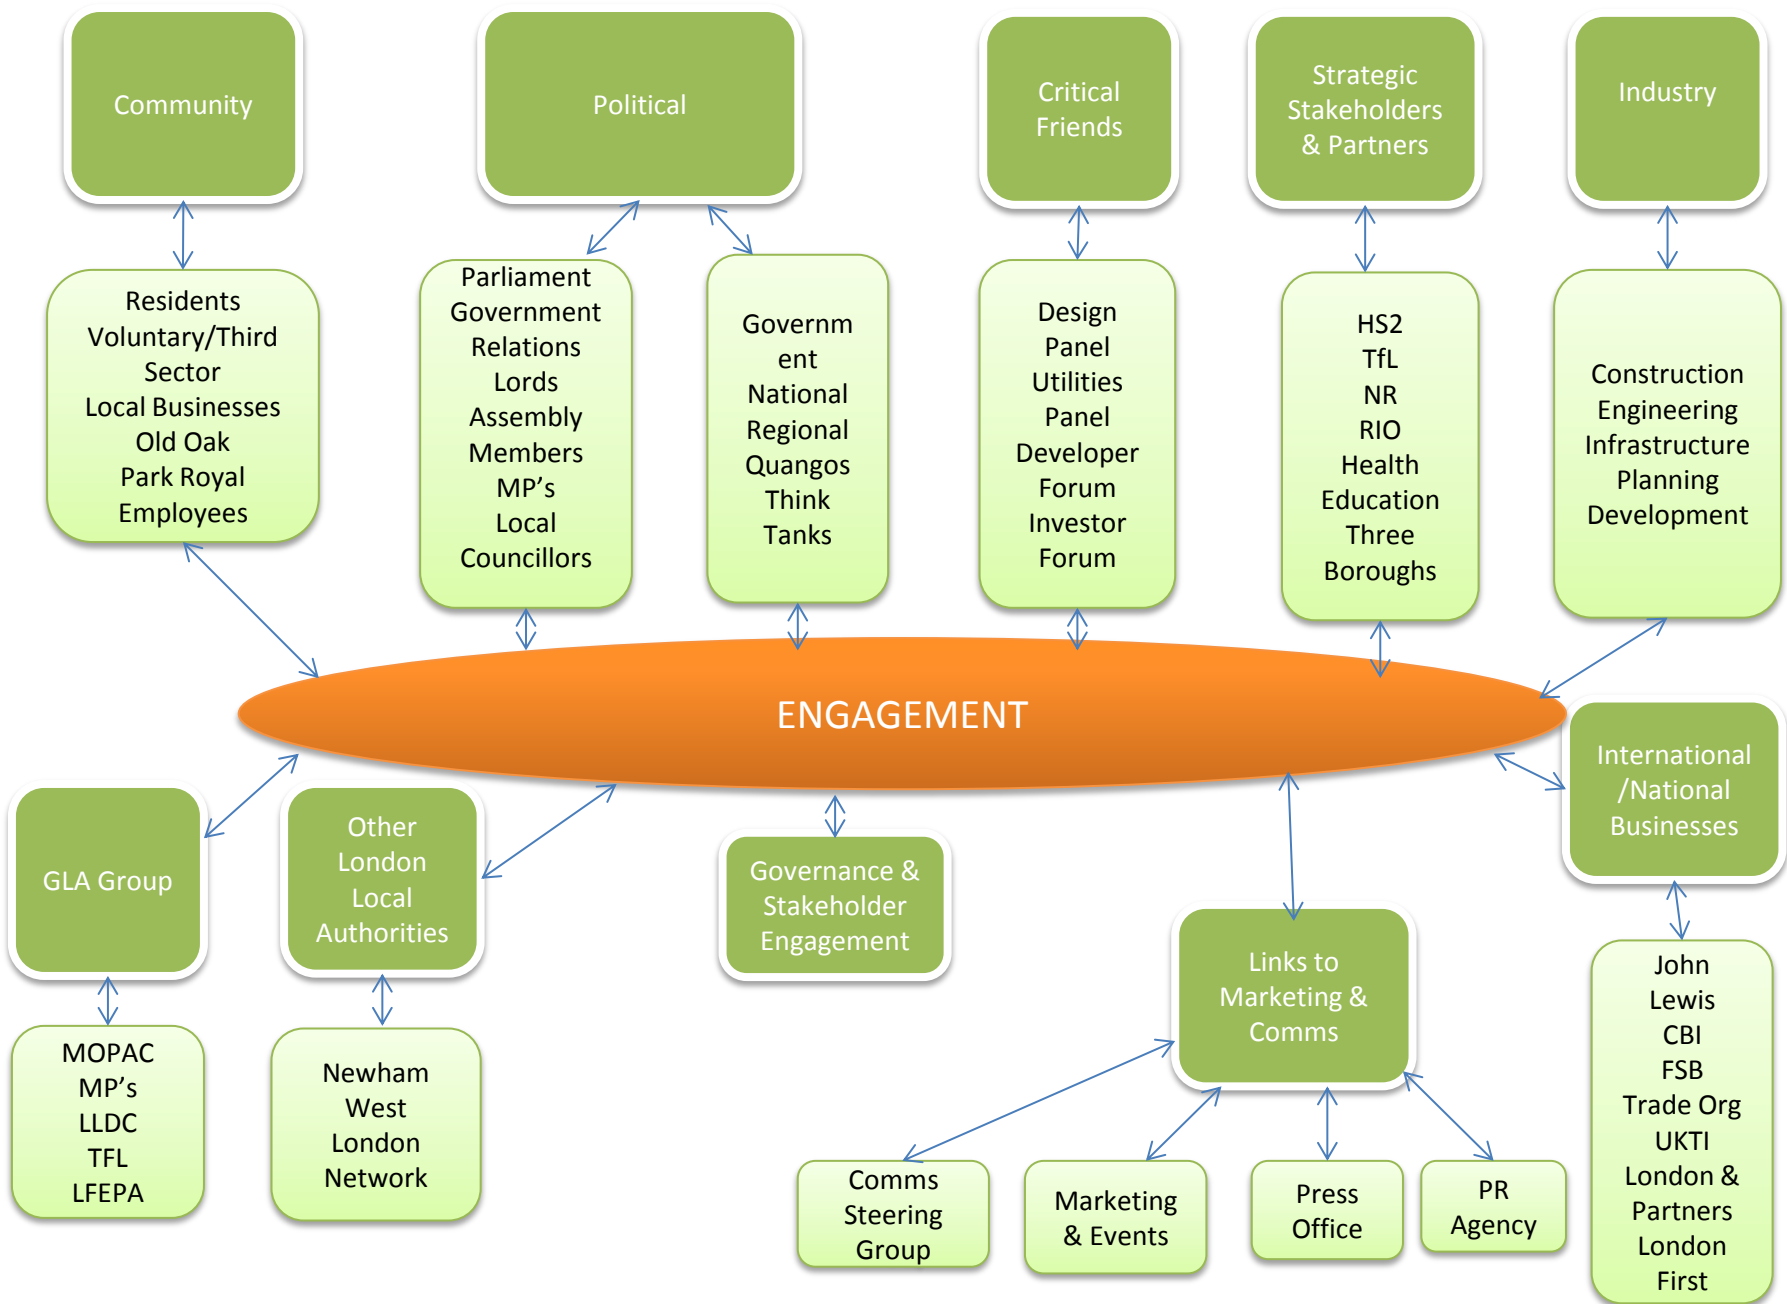 Community
Political
Critical
Friends
Strategic
Stakeholders
& Partners
Industry
Residents
Voluntary/Third
Sector
Local Businesses
Old Oak
Park Royal
Employees
Parliament
Government
Relations
Lords
Assembly
Members
MP's
Local
Councillors
Governm
ent
National
Regional
Quangos
Think
Tanks
Design
Panel
Utilities
Panel
Developer
Forum
Investor
Forum
HS2
TfL
NR
RIO
Health
Education
Three
Boroughs
Construction
Engineering
Infrastructure
Planning
Development
ENGAGEMENT
GLA Group
Other
London
Local
Authorities
Governance &
Stakeholder
Engagement
Links to
Marketing &
Comms
International
/National
Businesses
MOPAC
MP's
LLDC
TFL
LFEPA
Newham
West
London
Network
Comms
Steering
Group
Marketing
& Events
Press
Office
PR
Agency
John
Lewis
CBI
FSB
Trade Org
UKTI
London &
Partners
London
First